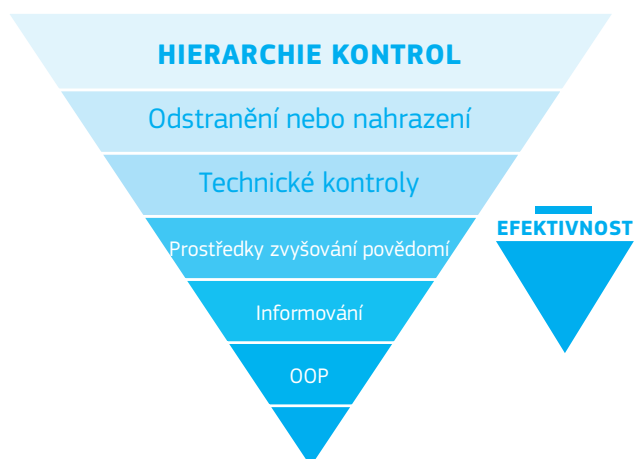 HIERARCHIE KONTROL
Odstranění nebo nahrazení
Technické kontroly
EFEKTIVNOST
Prostředky zvyšování povědomí
Informování
OOP